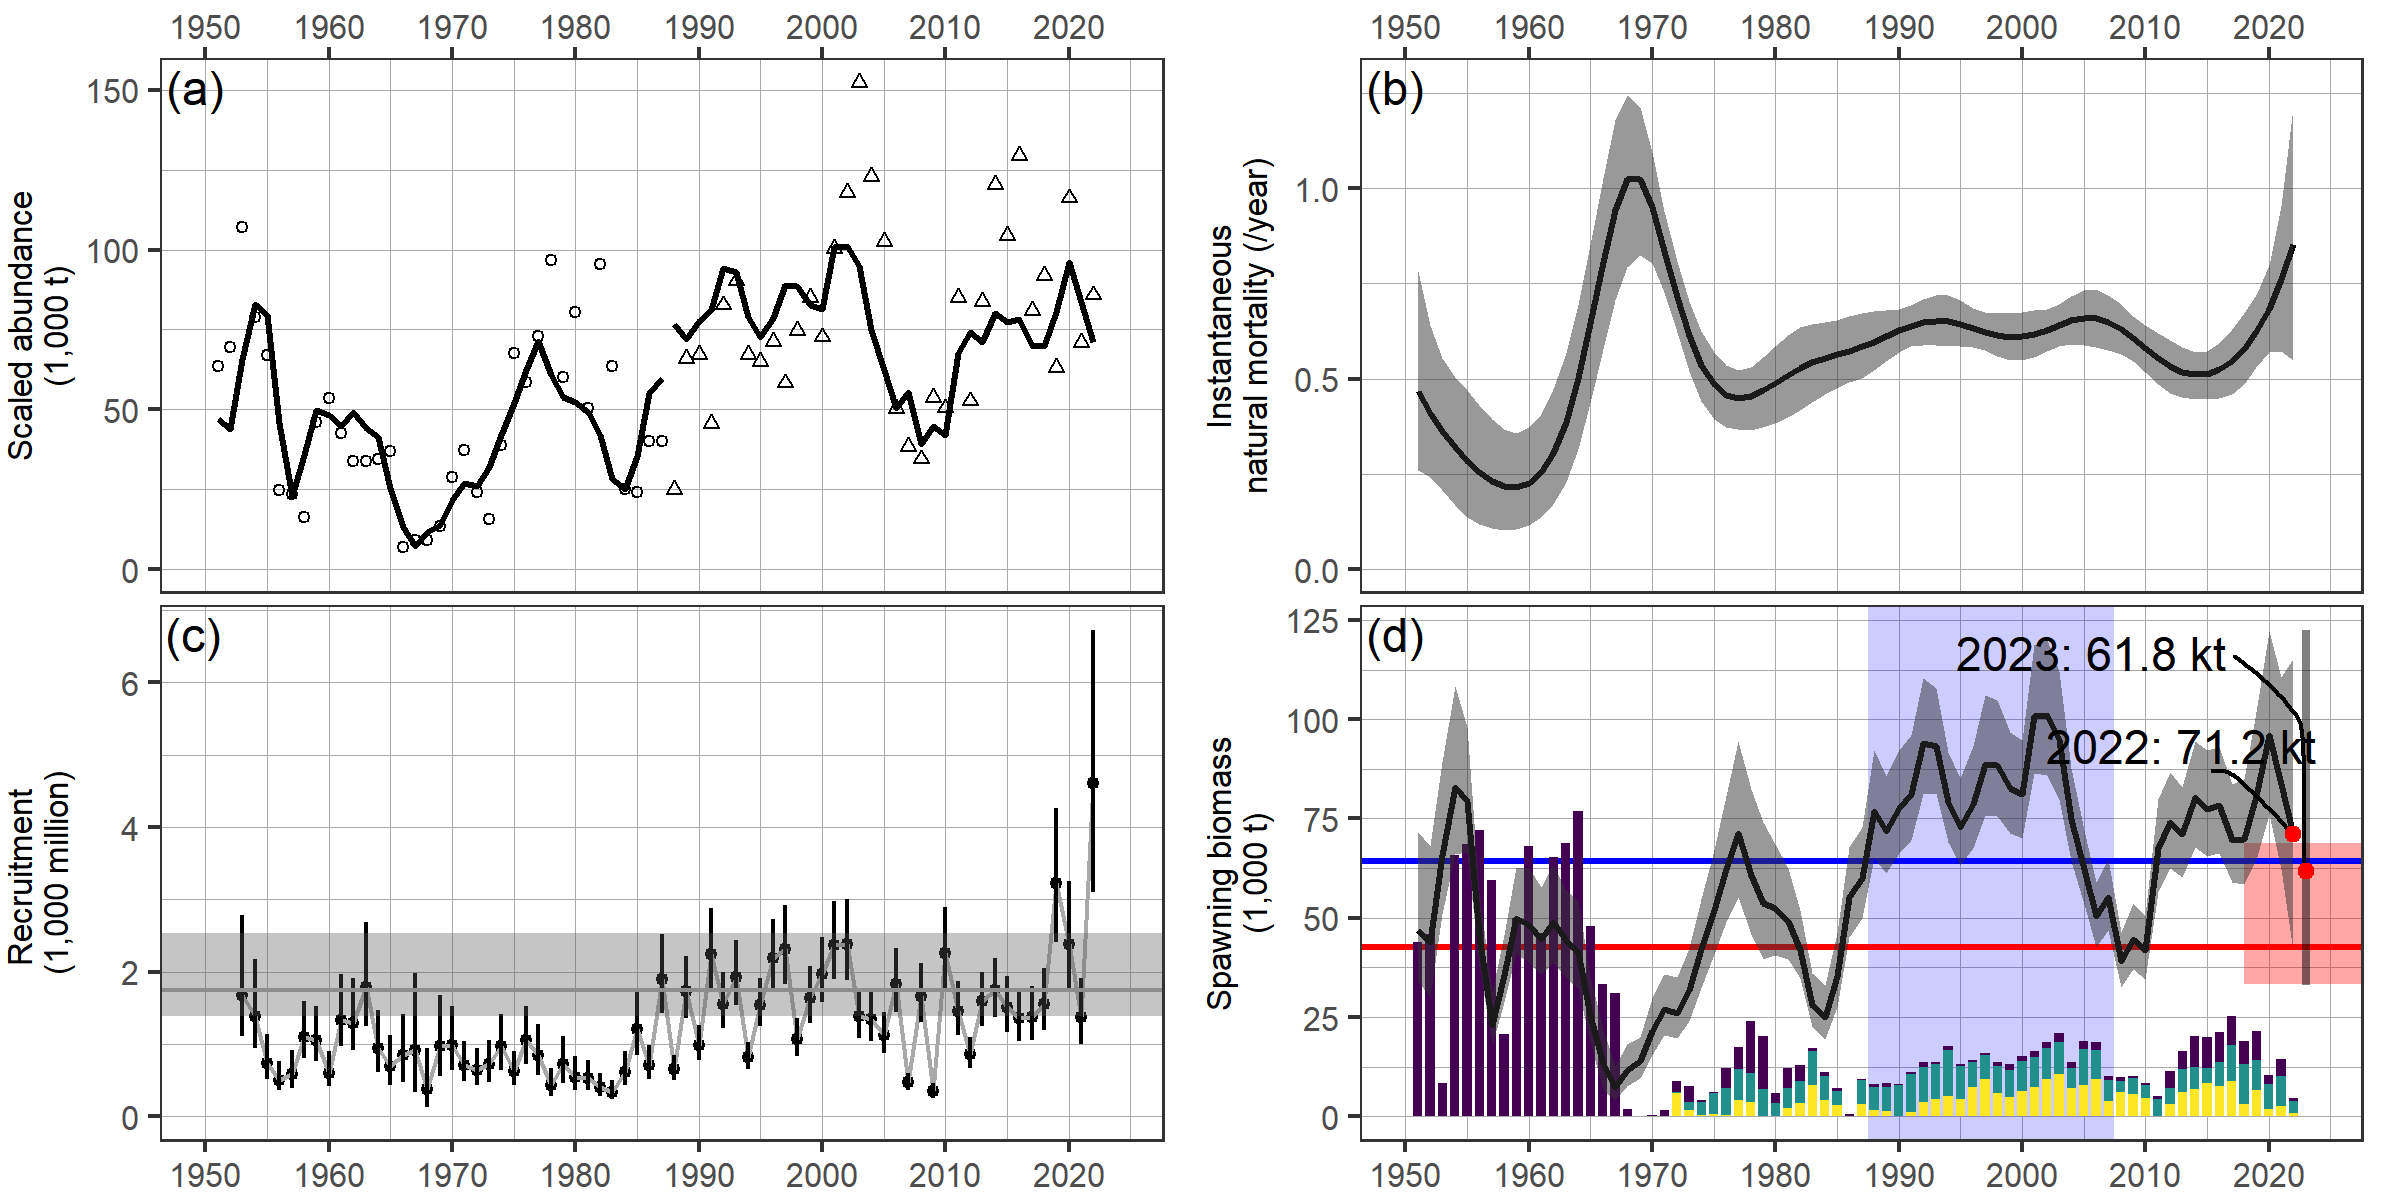 1950 1960 1970 1980 1990 2000 2010 2020
(a)
150
100
50
0
Scaled abundance
(1,000 t)
1950 1960 1970 1980 1990 2000 2010 2020
(b)
1.0
0.5
0.0
Instantaneous
natural mortality (/year)
(c)
6
4
2
0
Recruitment
(1,000 million)
1950 1960 1970 1980 1990 2000 2010 2020
(d)
125
100
75
50
25
0
Spawning biomass
(1,000 t)
2023: 61.8 kt
2022: 71.2 kt
1950 1960 1970 1980 1990 2000 2010 2020